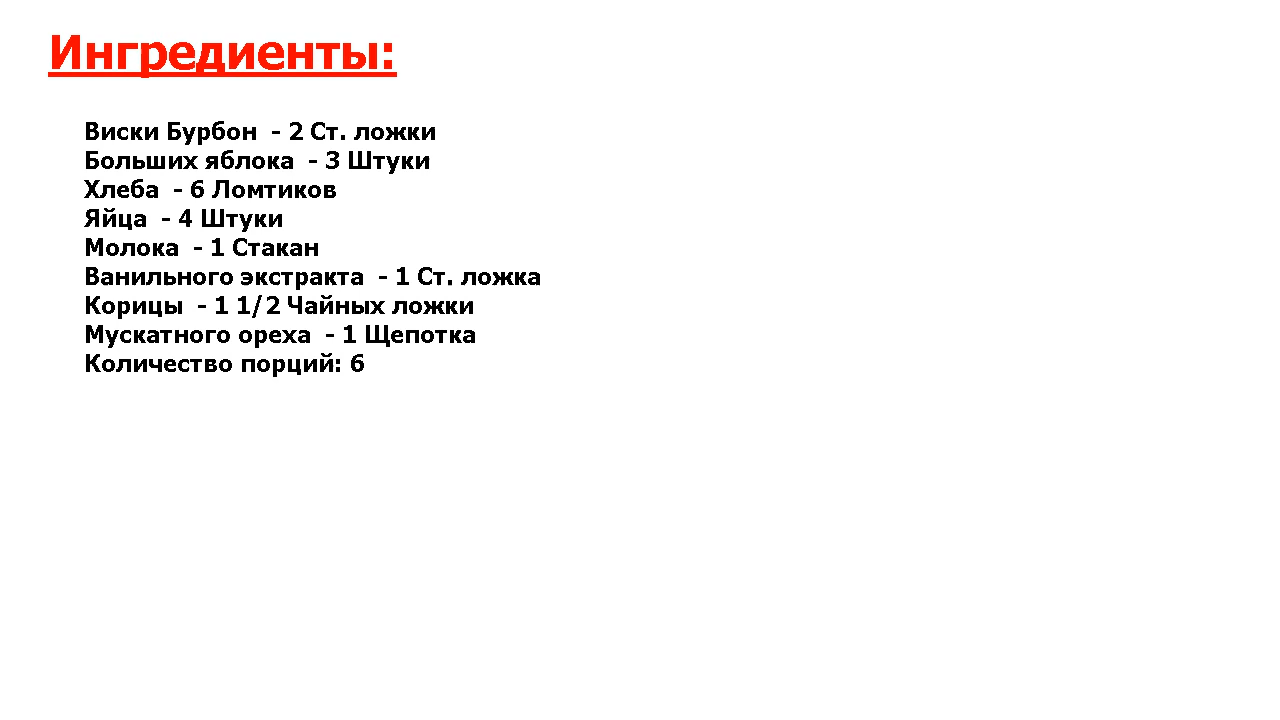 Ингредиенты:
Виски Бурбон - 2 Ст. ложки
Больших яблока - 3 Штуки
Хлеба - 6 Ломтиков
Яйца - 4 Штуки
Молока - 1 Стакан
Ванильного экстракта - 1 Ст. ложка
Корицы - 1 1/2 Чайных ложки
Мускатного ореха - 1 Щепотка
Количество порций: 6